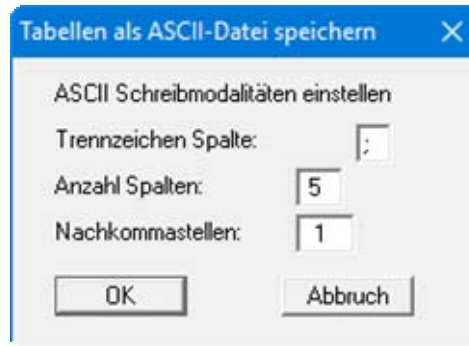 Tabellen als ASCII-Datei speichern
ASCII Schreibmodalitäten einstellen
Trennzeichen Spalte: ;
Anzahl Spalten: 5
Nachkommastellen: 1
OK Abbruch